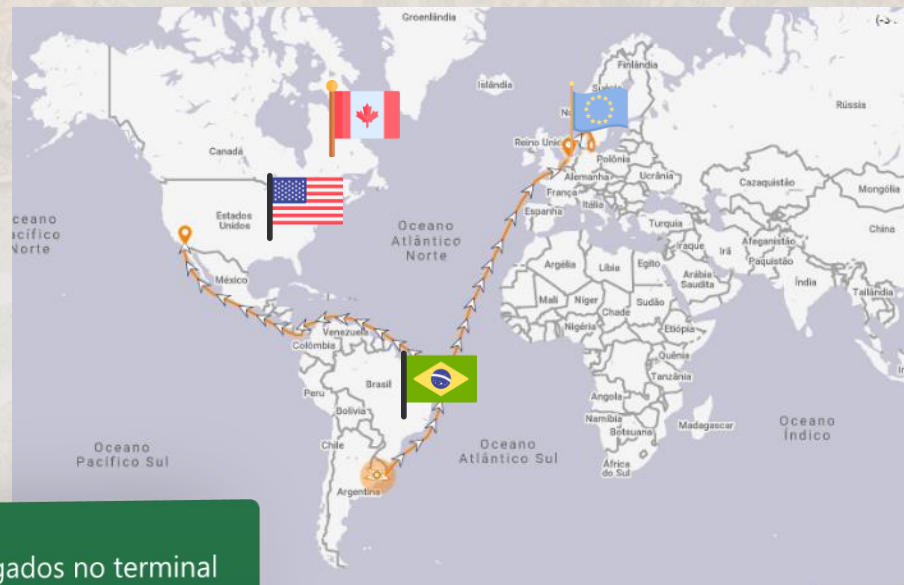 Groenlândia
Islândia
Finlândia
Rússia
Canadá
Reino Unid
Polônia
Alemanha
Ucrânia
França
Cazaquistão
Mongólia
Itália
Espanha
Estados
Unidos
Oceano
Atlântico
Norte
Turquia
Afeganistão
China
Iraque
Irã
Paquistão
Argélia
Líbia
Egito
Arábia
Saudita
Índia
México
Mali
Níger
Sudão
Tailândia
Chade
Venezuela
Nigéria
Etiópia
Colômbia
Quênia
Tanzânia
Brasil
Peru
Angola
Bolívia
Namíbia
Madagascar
Botsuana
Oceano
Índico
Chile
Oceano
Pacífico Sul
Oceano
Atlântico Sul
África
do Sul
Argentina
gados no terminal